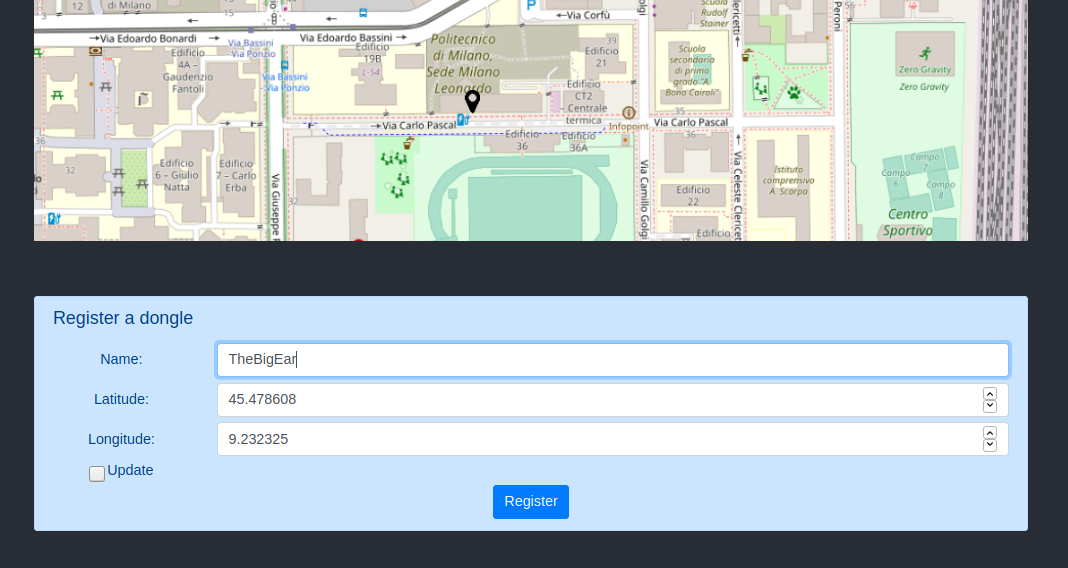 12
di Milano
15
13
P
→Via Corfù
Scuola
Rudolf
Steiner
Peroni
56
→Via Edoardo Bonardi →
Via Bassini
- Via Ponzio
Via Edoardo Bassini →
Politecnico
di Milano,
Sede Milano
Leonardo
Edificio
19B
L-54
39
Edificio
21
Scuola
secondaria
di primo
grado "A
Bono Cairoli"
Zero Gravity
Zero Gravity
Edificio
4A –
Gaudenzio
Fantoli
Via Bassini
- Via Ponzio
Edificio
CT2
– Centrale
termica
→Via Carlo Pascal
Infopoint
35
Via Carlo Pascal
36
36
Edificio
36
Edificio
36A
32
Edificio
6 – Giulio
Natta
Edificio
7 – Carlo
Erba
Via Giuseppe
32
Via Camillo Golgi
Edificio
22
Edificio
Via Celeste Clericetti
Istituto
comprensivo
A. Scarpa
Campo
7
Campo
6
Campo
8
Centro
Sportivo
Register a dongle
Name:
TheBigEar
Latitude:
45.478608
Longitude:
9.232325
Update
Register